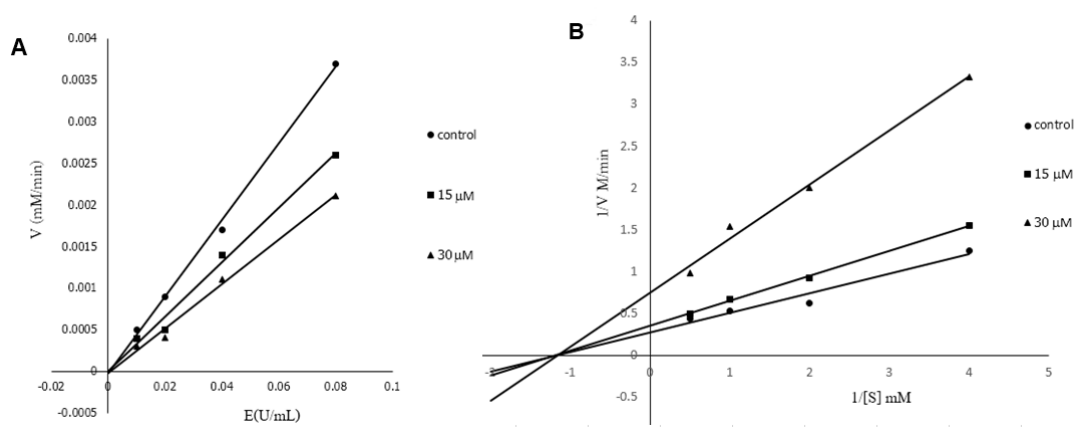 A
0.004
0.0035
0.003
0.0025
0.002
0.0015
0.001
0.0005
0
-0.0005
-0.02
0
0.02
0.04
0.06
0.08
0.1
V (mM/min)
E(U/mL)
control
15 μM
30 μM
B
4
3.5
3
2.5
2
1.5
1
0.5
0
-0.5
-2
-1
0
1
2
3
4
5
1/V M/min
1/[S] mM
control
15 μM
30 μM